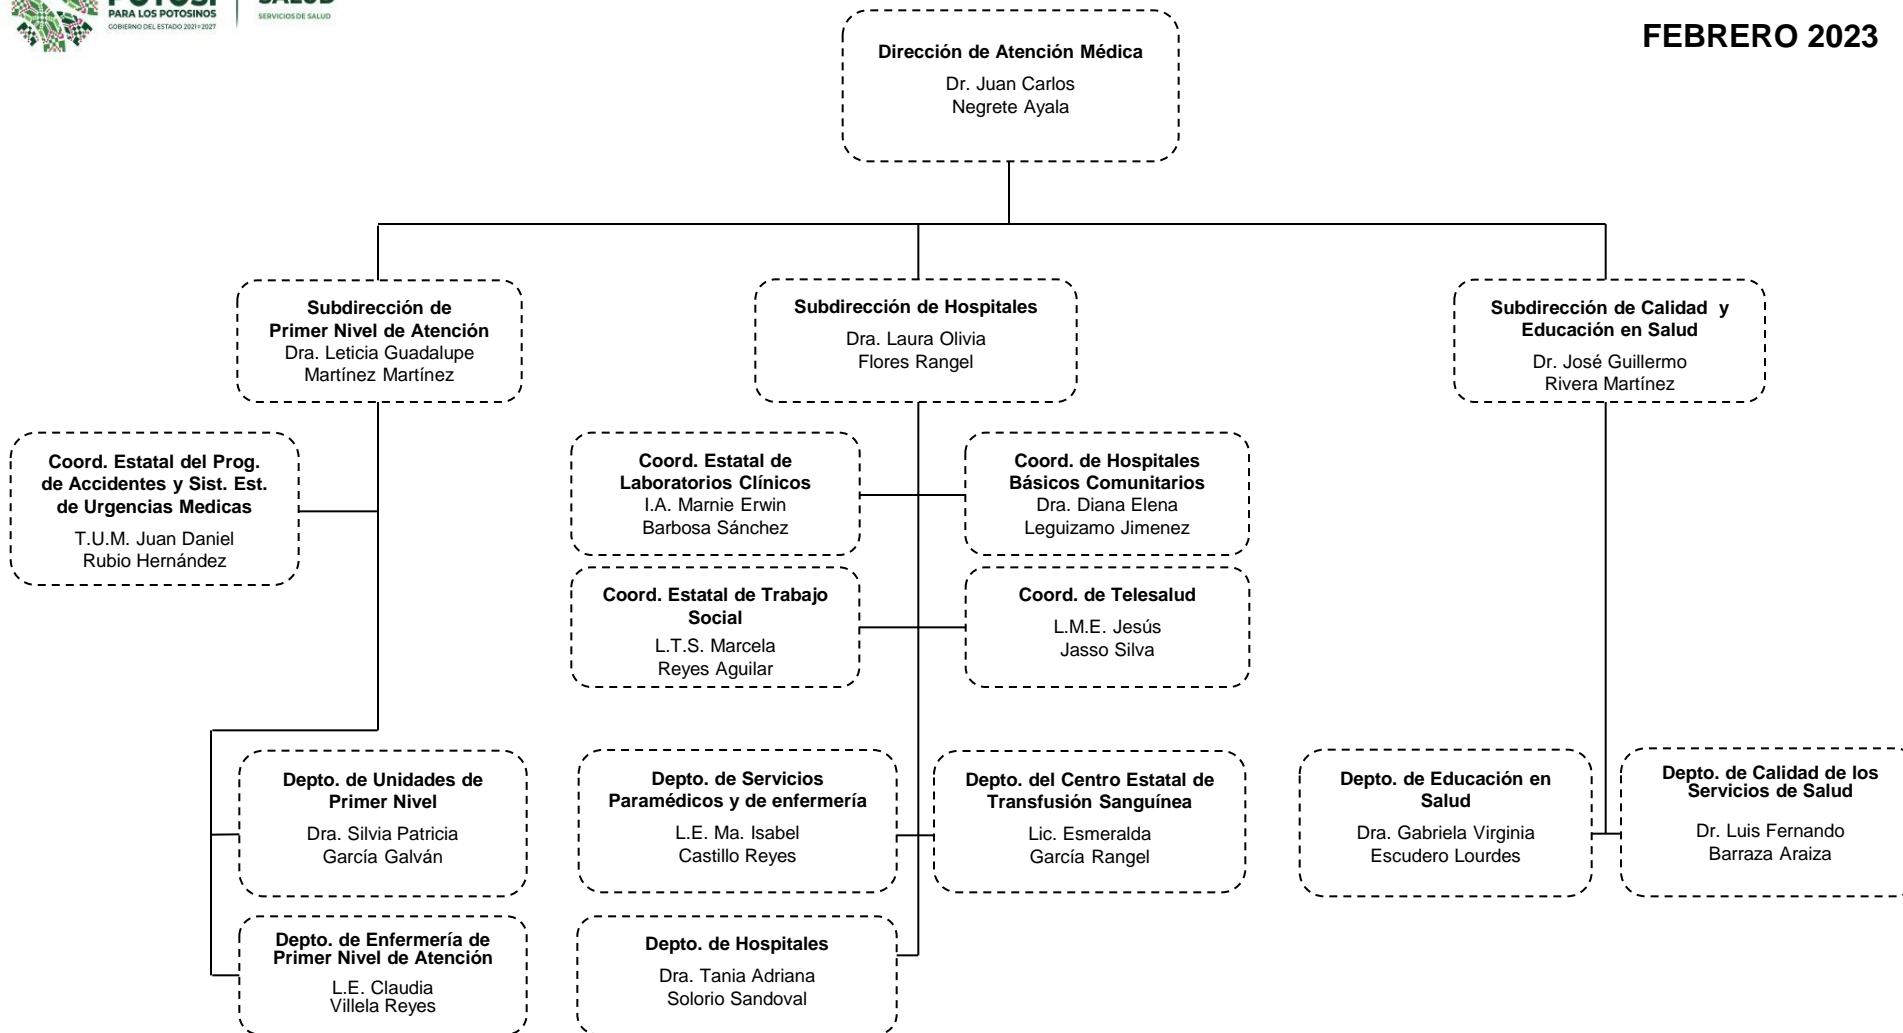 POTOSÍ
PARA LOS POTOSINOS
GOBIERNO DEL ESTADO 2021-2027
SALUD
SERVICIOS DE SALUD
FEBRERO 2023
Dirección de Atención Médica
Dr. Juan Carlos
Negrete Ayala
Subdirección de
Primer Nivel de Atención
Dra. Leticia Guadalupe
Martínez Martínez
Subdirección de Hospitales
Dra. Laura Olivia
Flores Rangel
Subdirección de Calidad y
Educación en Salud
Dr. José Guillermo
Rivera Martínez
Coord. Estatal del Prog.
de Accidentes y Sist. Est.
de Urgencias Medicas
T.U.M. Juan Daniel
Rubio Hernández
Coord. Estatal de
Laboratorios Clínicos
I.A. Marnie Erwin
Barbosa Sánchez
Coord. de Hospitales
Básicos Comunitarios
Dra. Diana Elena
Leguizamo Jimenez
Coord. Estatal de Trabajo
Social
L.T.S. Marcela
Reyes Aguilar
Coord. de Telesalud
L.M.E. Jesús
Jasso Silva
Depto. de Unidades de
Primer Nivel
Dra. Silvia Patricia
García Galván
Depto. de Servicios
Paramédicos y de enfermería
L.E. Ma. Isabel
Castillo Reyes
Depto. del Centro Estatal de
Transfusión Sanguínea
Lic. Esmeralda
García Rangel
Depto. de Educación en
Salud
Dra. Gabriela Virginia
Escudero Lourdes
Depto. de Calidad de los
Servicios de Salud
Dr. Luis Fernando
Barraza Araiza
Depto. de Enfermería de
Primer Nivel de Atención
L.E. Claudia
Villela Reyes
Depto. de Hospitales
Dra. Tania Adriana
Solorio Sandoval